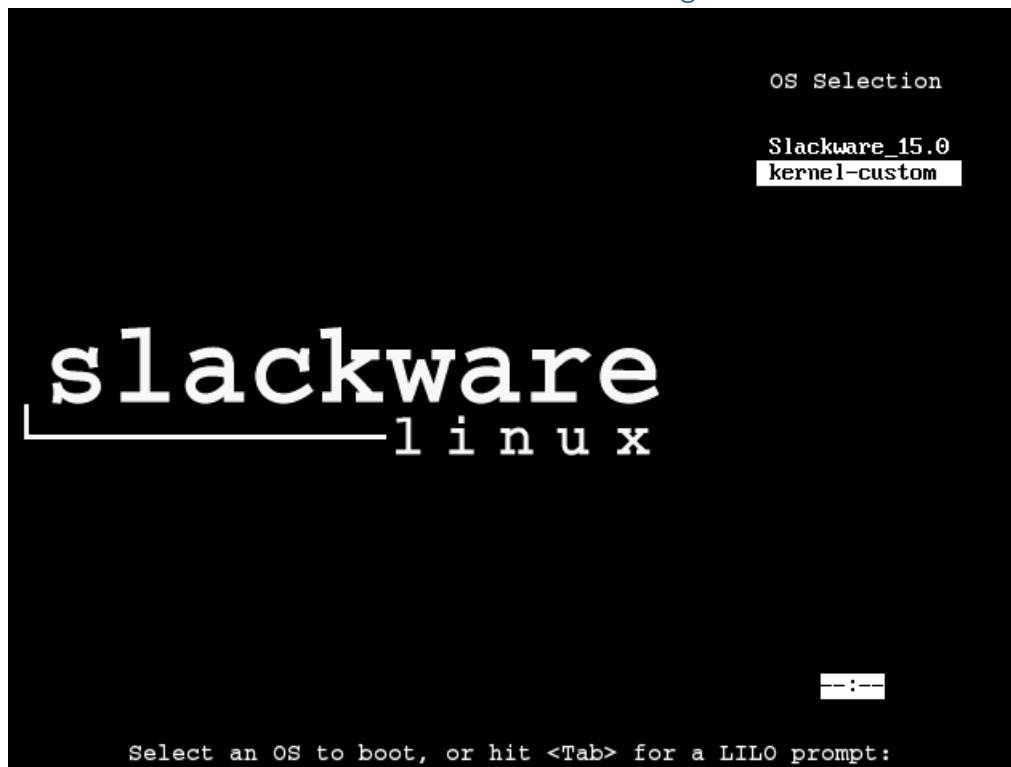 OS Selection
Slackware_15.0
kernel-custom
slackware
linux
--:--
Select an OS to boot, or hit <Tab> for a LILO prompt: